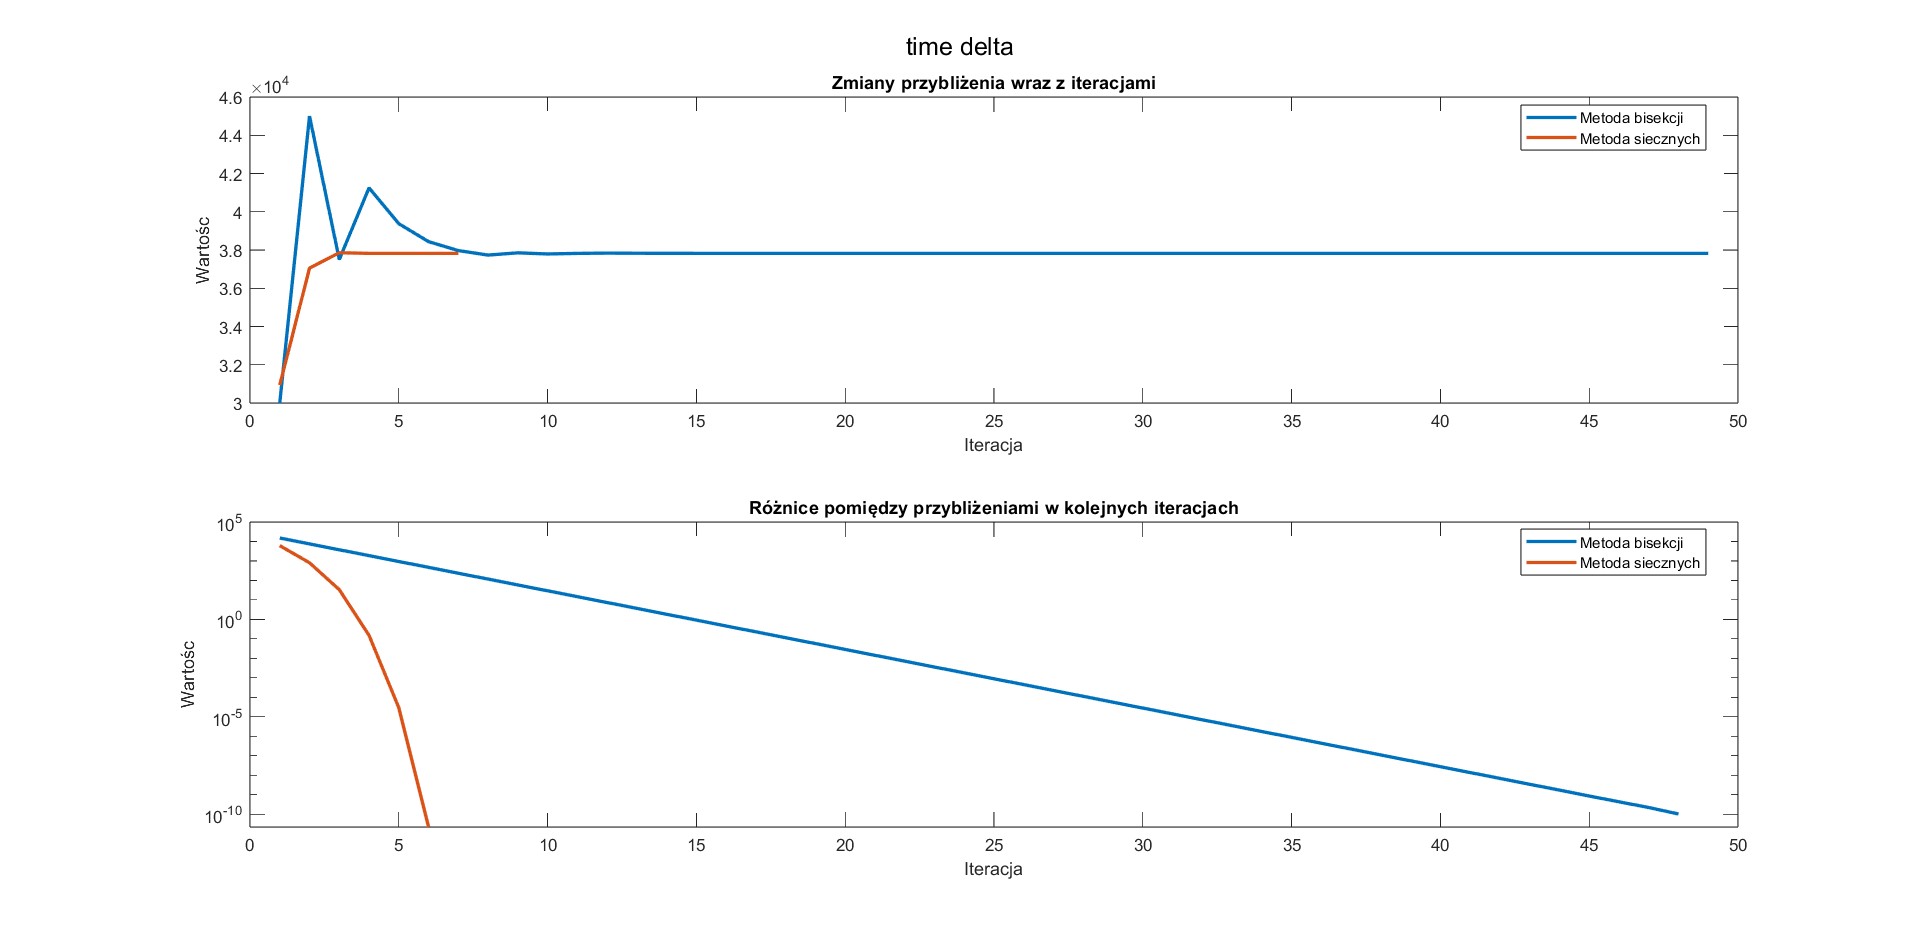 time delta
Zmiany przybliżenia wraz z iteracjami
×10^4
4.6
4.4
4.2
4
3.8
3.6
3.4
3.2
3
Wartośc
0 5 10 15 20 25 30 35 40 45 50
Iteracja
Metoda bisekcji
Metoda siecznych
Różnice pomiędzy przybliżeniami w kolejnych iteracjach
10^5
10^0
10^-5
10^-10
Wartośc
0 5 10 15 20 25 30 35 40 45 50
Iteracja
Metoda bisekcji
Metoda siecznych